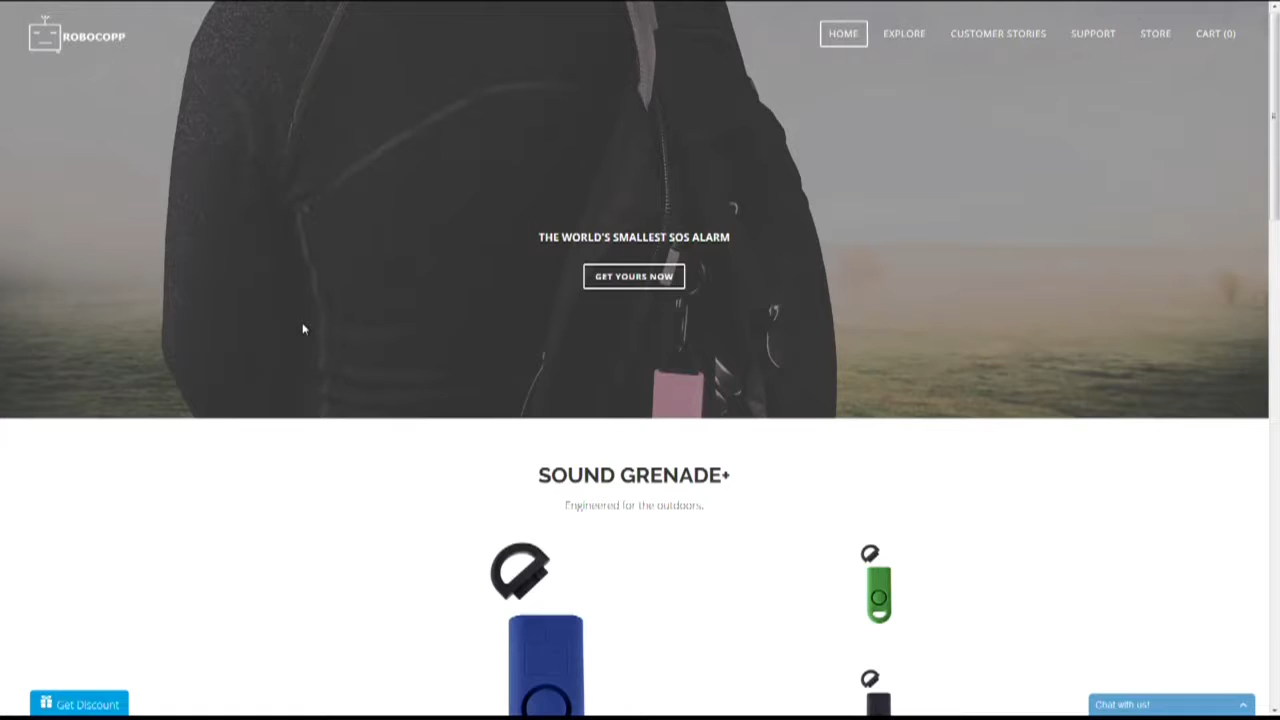 ROBOCOPP
HOME EXPLORE CUSTOMER STORIES SUPPORT STORE CART (0)
THE WORLD'S SMALLEST SOS ALARM
GET YOURS NOW
SOUND GRENADE+
Engineered for the outdoors.
Get Discount
Chat with us!